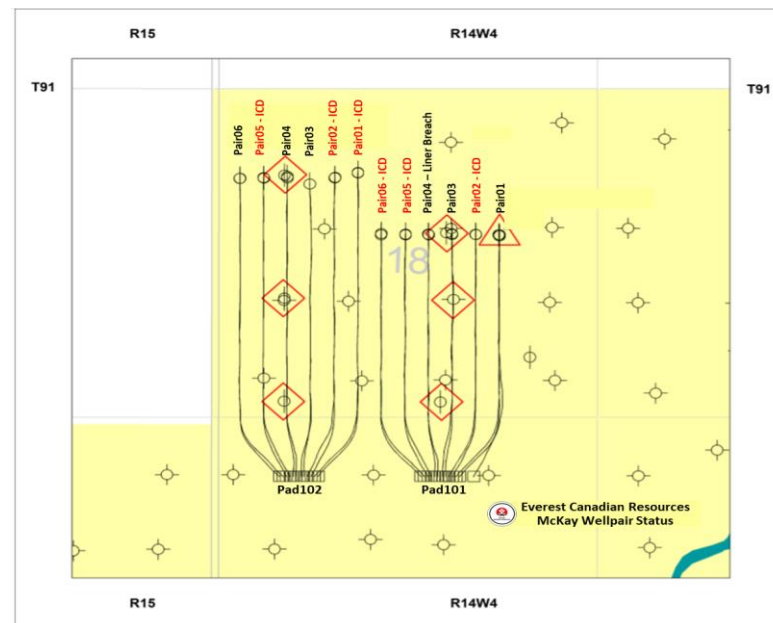 R15
R14W4
T91
T91
Pair06
Pair05 - ICD
Pair04
Pair03
Pair02 - ICD
Pair01 - ICD
Pair06 - ICD
Pair05 - ICD
Pair04 – Liner Breach
Pair03
Pair02 - ICD
Pair01
18
Pad102
Pad101
Everest Canadian Resources
McKay Wellpair Status
R15
R14W4